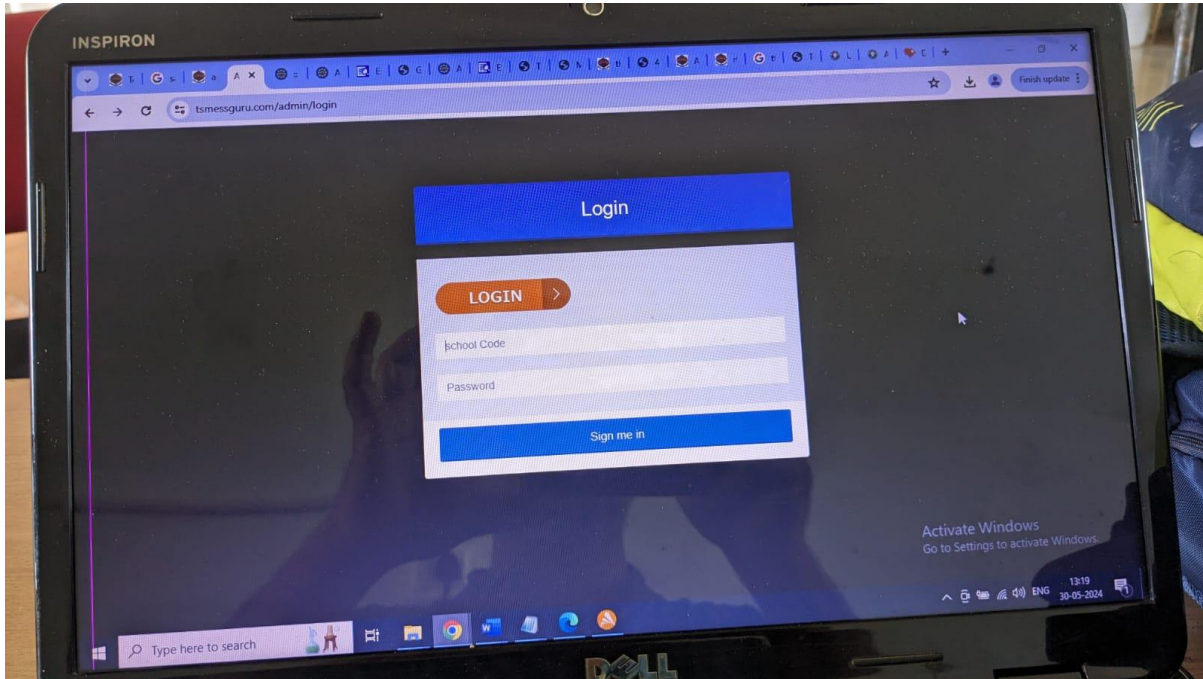 INSPIRON
Finish update
tsmessguru.com/admin/login
Login
LOGIN
school Code
Password
Sign me in
Activate Windows
Go to Settings to activate Windows.
Type here to search
ENG
13:19
30-05-2024
DELL